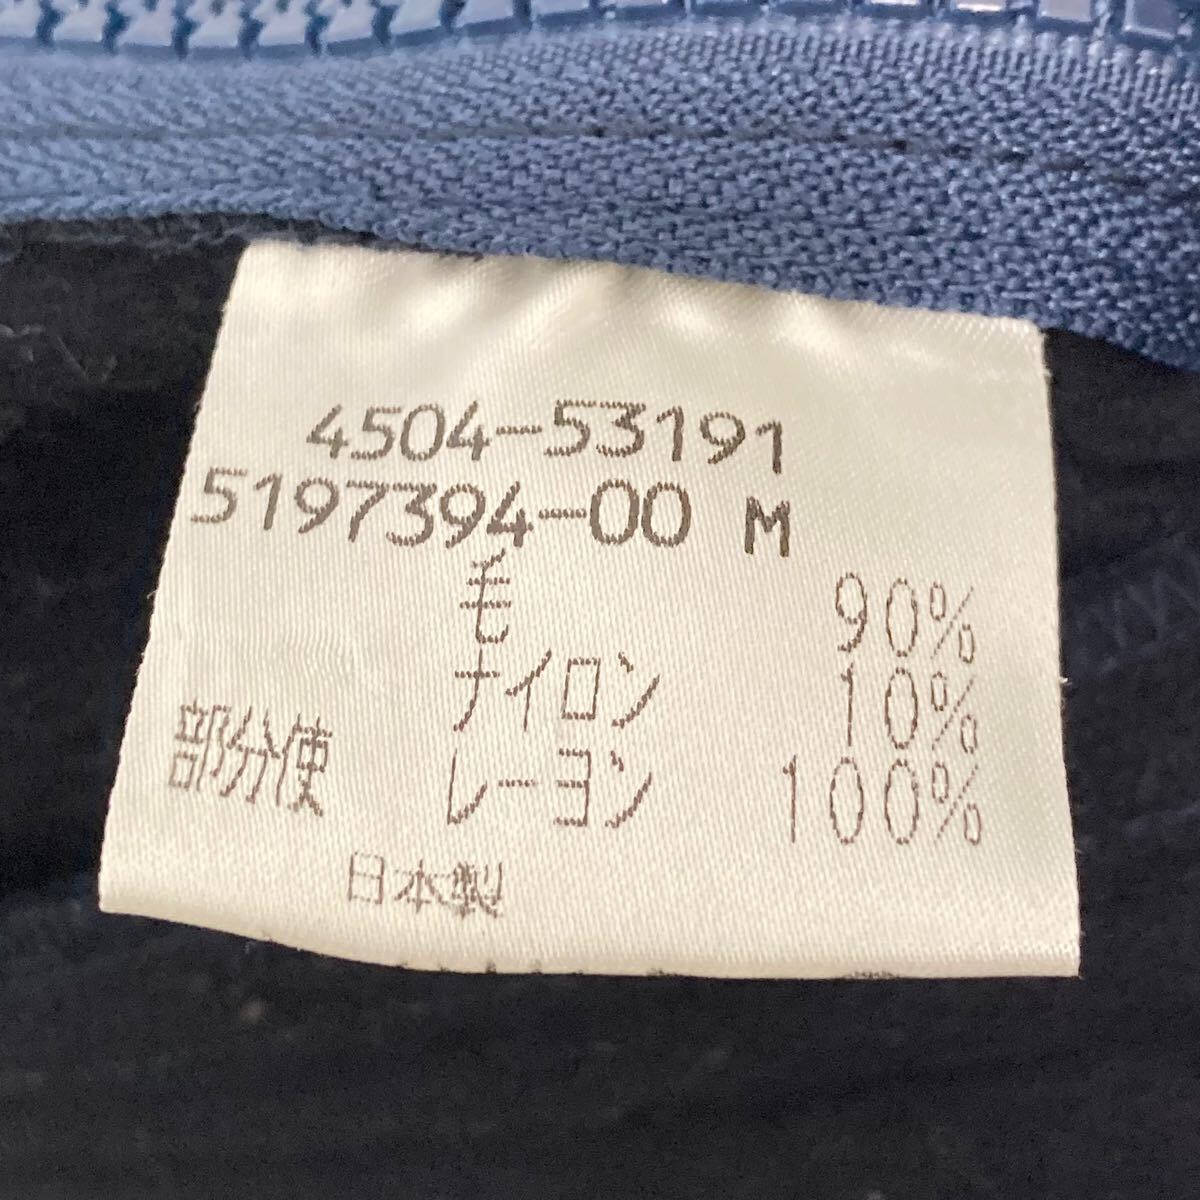 4504-53191
5197394-00 M
毛 90%
ナイロン 10%
部分使 レーヨン 100%
日本製